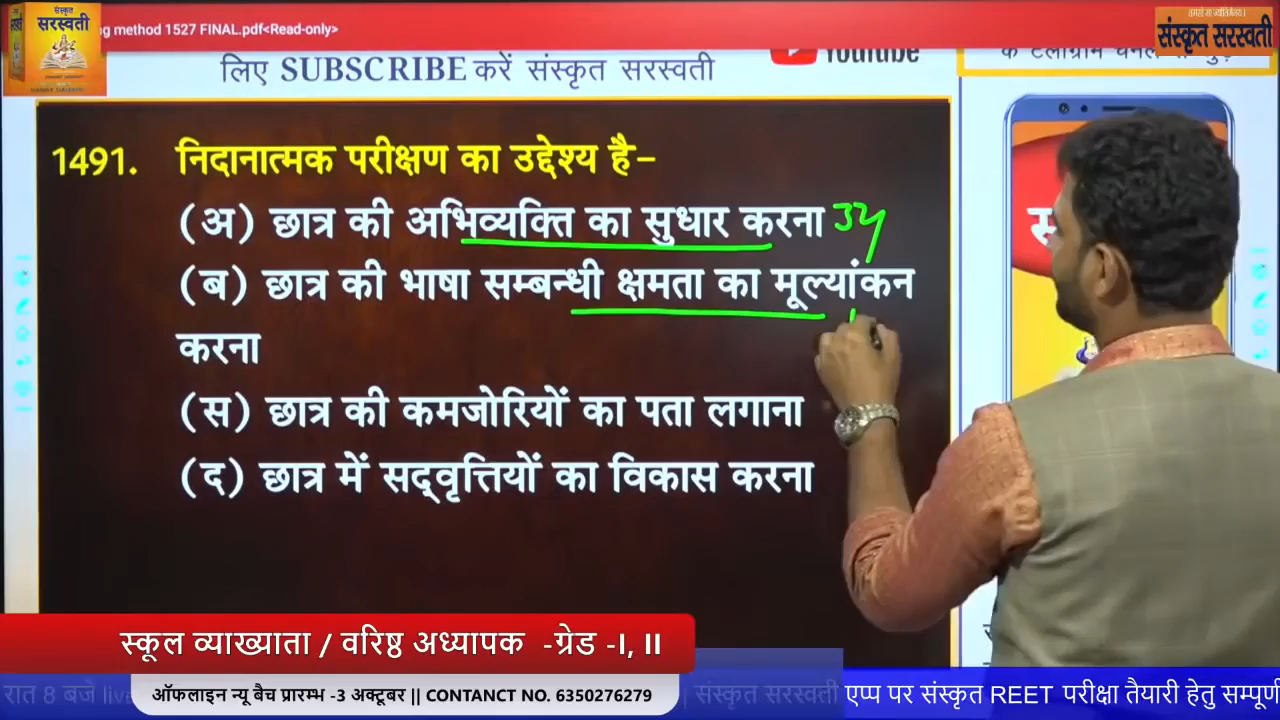 संस्कृत
सरस्वती
ng method 1527 FINAL.pdf<Read-only>
संस्कृत सरस्वती
लिए SUBSCRIBE करें संस्कृत सरस्वती
Youtube
1491. निदानात्मक परीक्षण का उद्देश्य है–
(अ) छात्र की अभिव्यक्ति का सुधार करना
(ब) छात्र की भाषा सम्बन्धी क्षमता का मूल्यांकन
करना
(स) छात्र की कमजोरियों का पता लगाना
(द) छात्र में सद्वृत्तियों का विकास करना
स्कूल व्याख्याता / वरिष्ठ अध्यापक -ग्रेड -I, II
ऑफलाइन न्यू बैच प्रारम्भ -3 अक्टूबर || CONTANCT NO. 6350276279
रात 8 बजे live संस्कृत सरस्वती एप्प पर संस्कृत REET परीक्षा तैयारी हेतु सम्पूर्ण